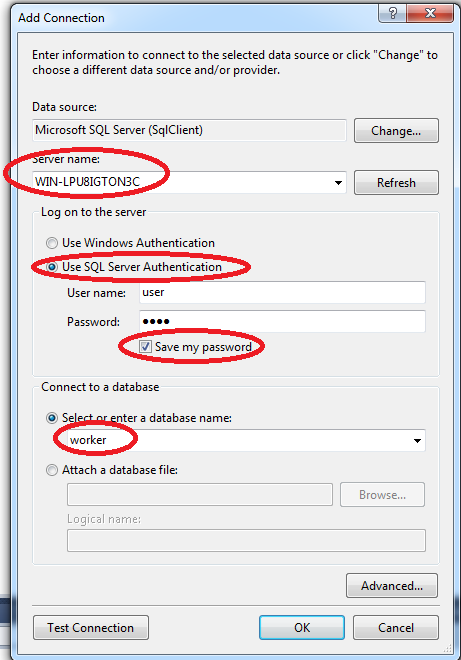 Add Connection
Enter information to connect to the selected data source or click "Change" to
choose a different data source and/or provider.
Data source:
Microsoft SQL Server (SqlClient)
Change...
Server name:
WIN-LPU8IGTON3C
Refresh
Log on to the server
Use Windows Authentication
Use SQL Server Authentication
User name:
user
Password:
●●●●
Save my password
Connect to a database
Select or enter a database name:
worker
Attach a database file:
Browse...
Logical name:
Advanced...
Test Connection
OK
Cancel